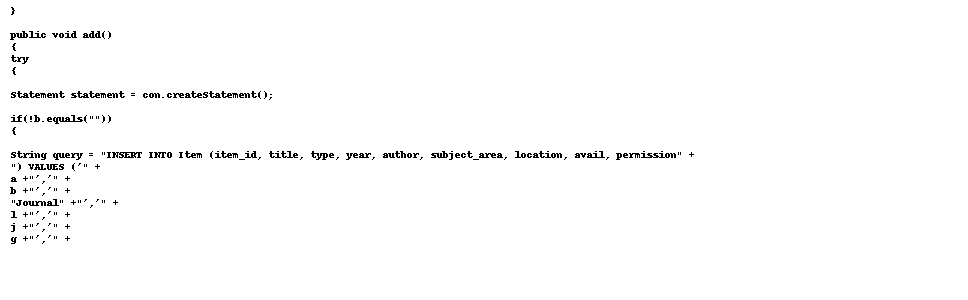 }
public void add()
{
try
{
Statement statement = con.createStatement();
if(!b.equals(""))
{
String query = "INSERT INTO Item (item_id, title, type, year, author, subject_area, location, avail, permission" +
") VALUES ('" +
a +"','" +
b +"','" +
"Journal" +"','" +
l +"','" +
j +"','" +
g +"','" +